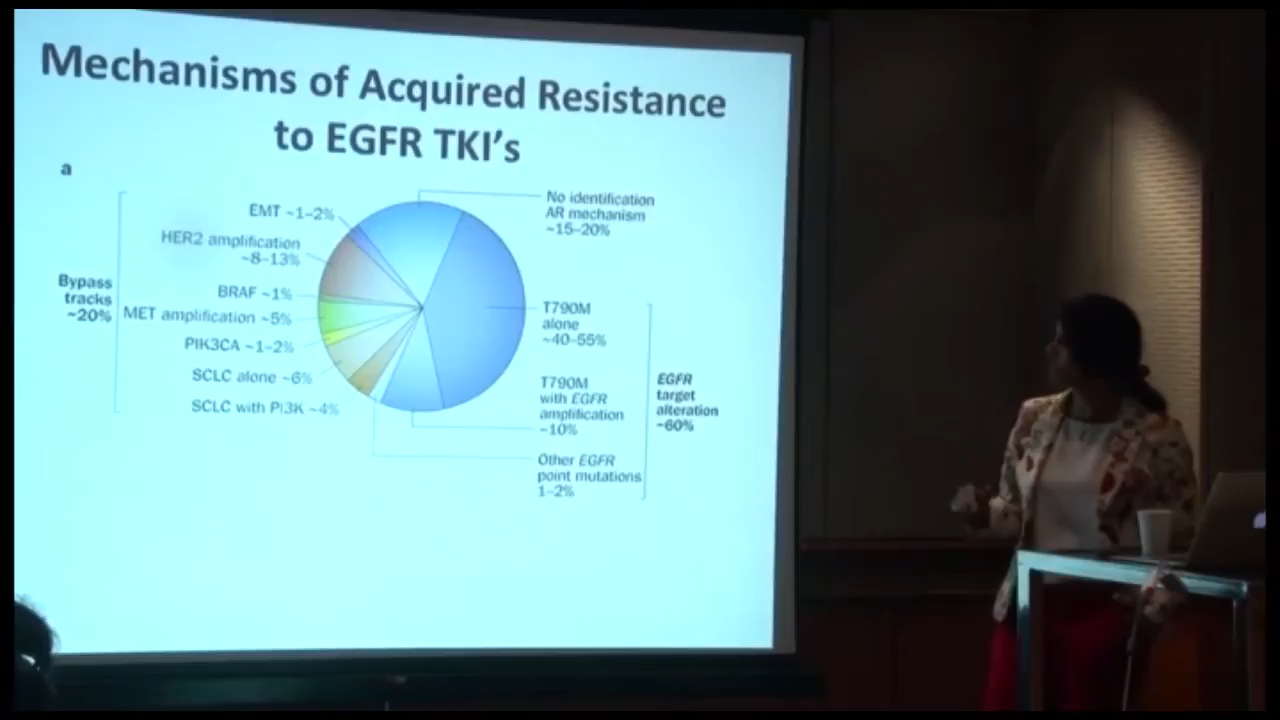 Mechanisms of Acquired Resistance
to EGFR TKI's
a
No identification
AR mechanism
~15–20%
EMT ~1–2%
HER2 amplification
~8–13%
Bypass
tracks
~20%
BRAF ~1%
MET amplification ~5%
PIK3CA ~1–2%
SCLC alone ~6%
SCLC with PI3K ~4%
T790M
alone
~40–55%
T790M
with EGFR
amplification
~10%
EGFR
target
alteration
~60%
Other EGFR
point mutations
1–2%